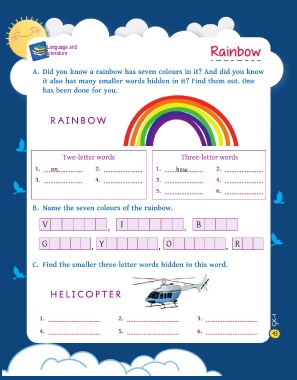 Language and
Literature
Rainbow
A. Did you know a rainbow has seven colours in it? And did you know
it also has many smaller words hidden in it? Find them out. One
has been done for you.
RAINBOW
Two-letter words
1. on 2.
3. 4.
Three-letter words
1. bow 2.
3. 4.
5. 6.
B. Name the seven colours of the rainbow.
V , I , B ,
G , Y , O , R
C. Find the smaller three-letter words hidden in this word.
HELICOPTER
1. 2. 3.
4. 5. 6.